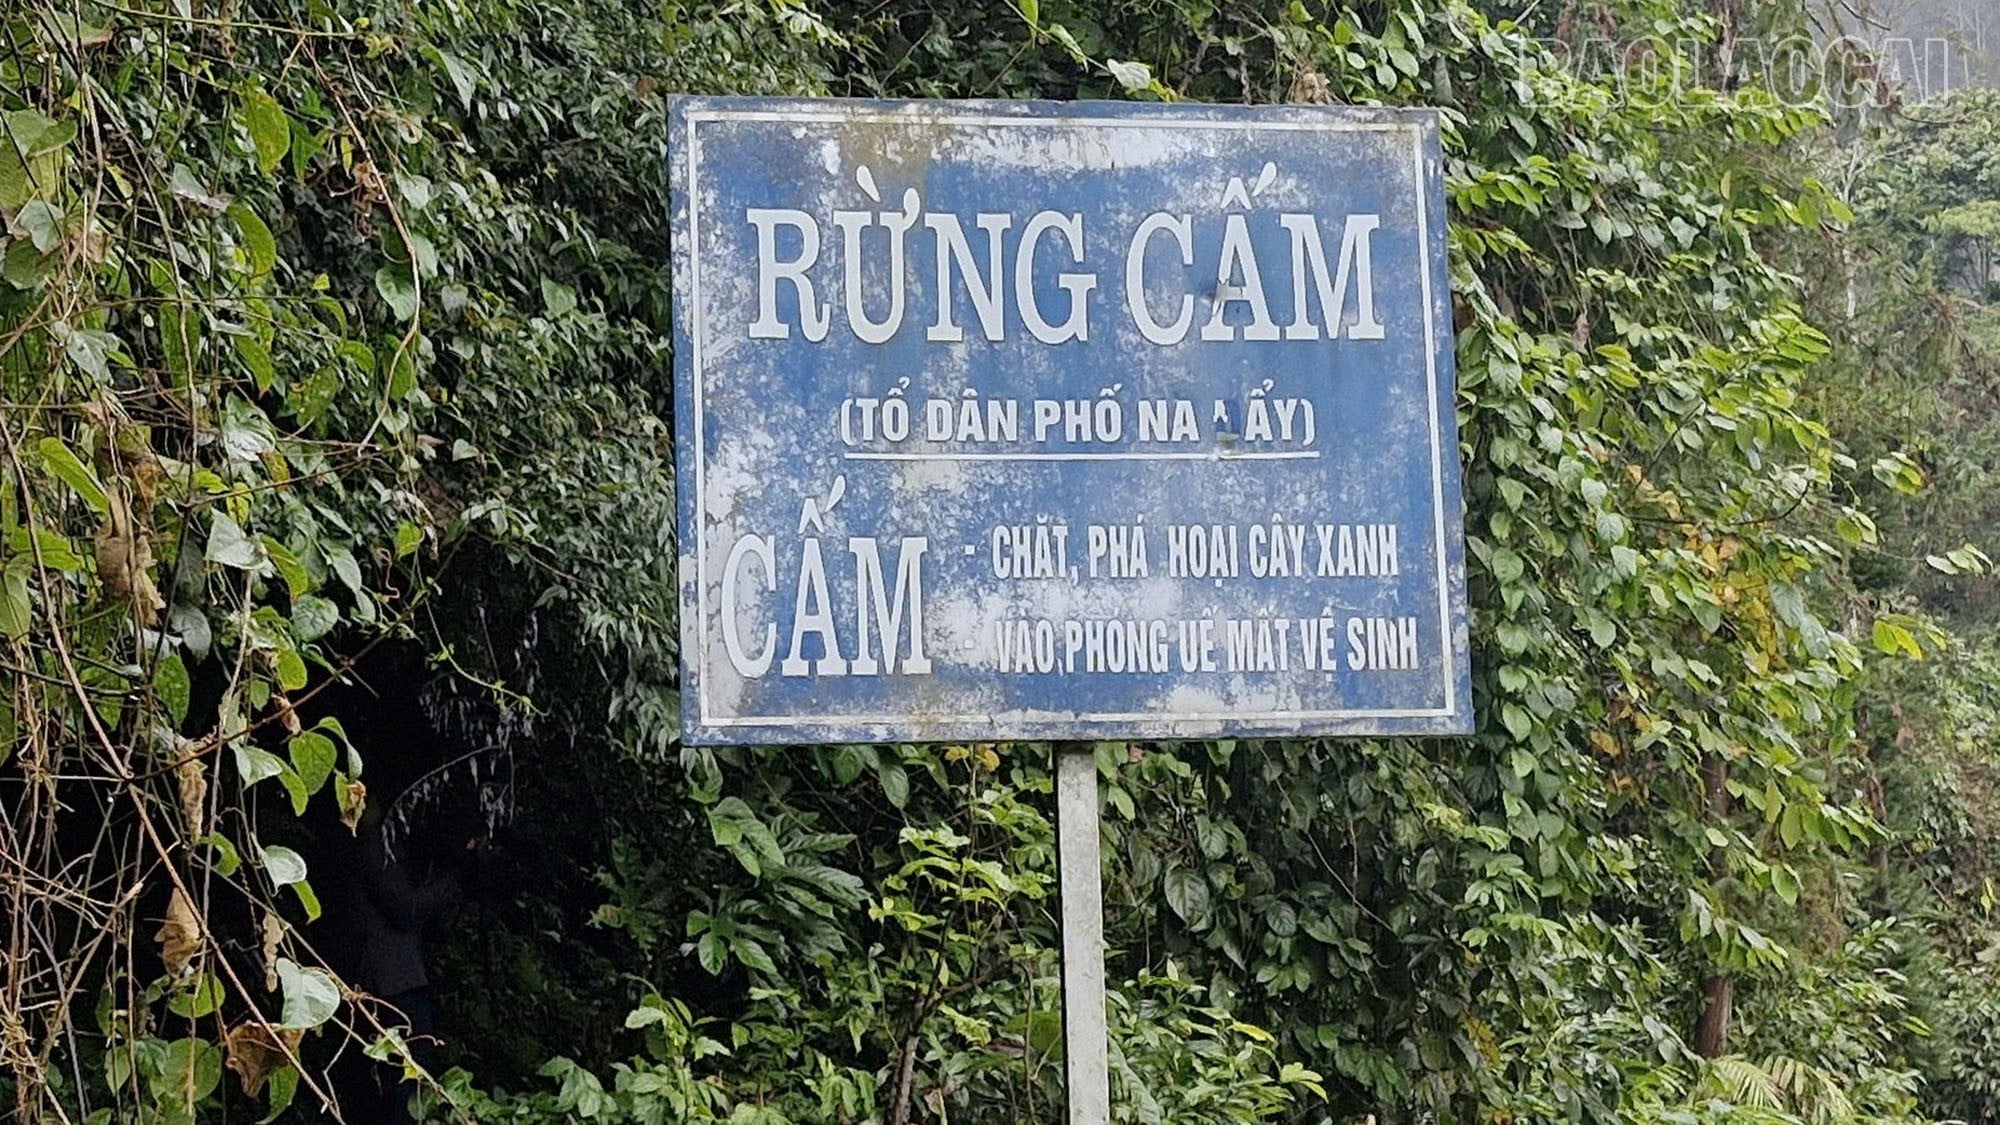 BAOLAOCAI
RỪNG CẤM
(TỔ DÂN PHỐ NA ẨY)
CẤM
- CHẶT, PHÁ HOẠI CÂY XANH
- VÀO PHÓNG UẾ MẤT VỆ SINH